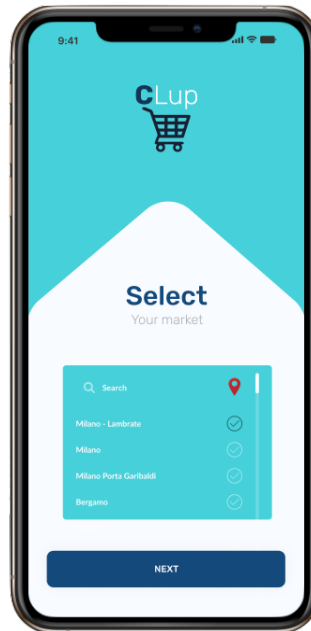 9:41
CLup
Select
Your market
Search
Milano - Lambrate
Milano
Milano Porta Garibaldi
Bergamo
NEXT